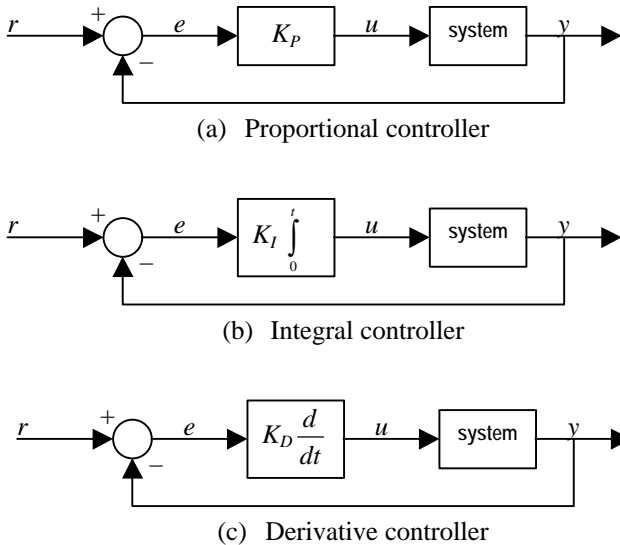 r + − e K_P u system y
(a) Proportional controller
r + − e K_I ∫_0^t u system y
(b) Integral controller
r + − e K_D d/dt u system y
(c) Derivative controller